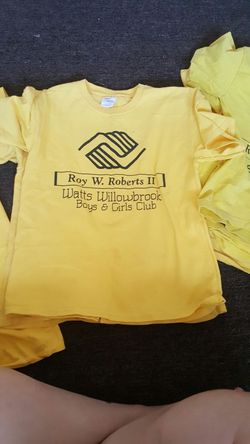 Roy W. Roberts II
Watts Willowbrook
Boys & Girls Club